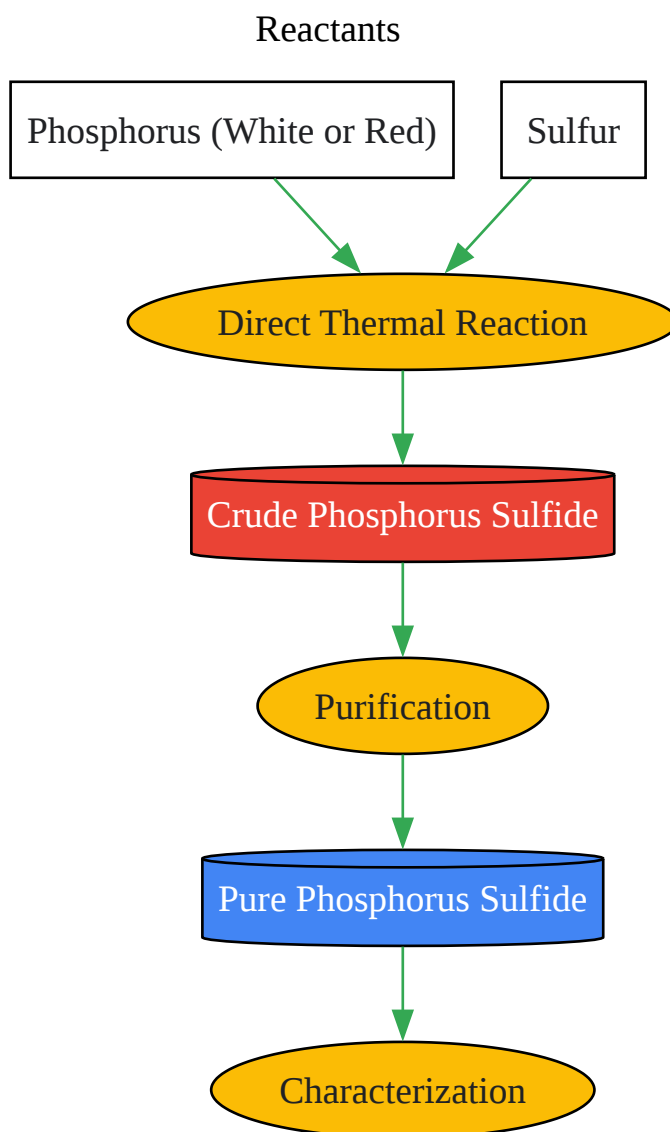 Reactants
Phosphorus (White or Red)
Sulfur
Direct Thermal Reaction
Crude Phosphorus Sulfide
Purification
Pure Phosphorus Sulfide
Characterization